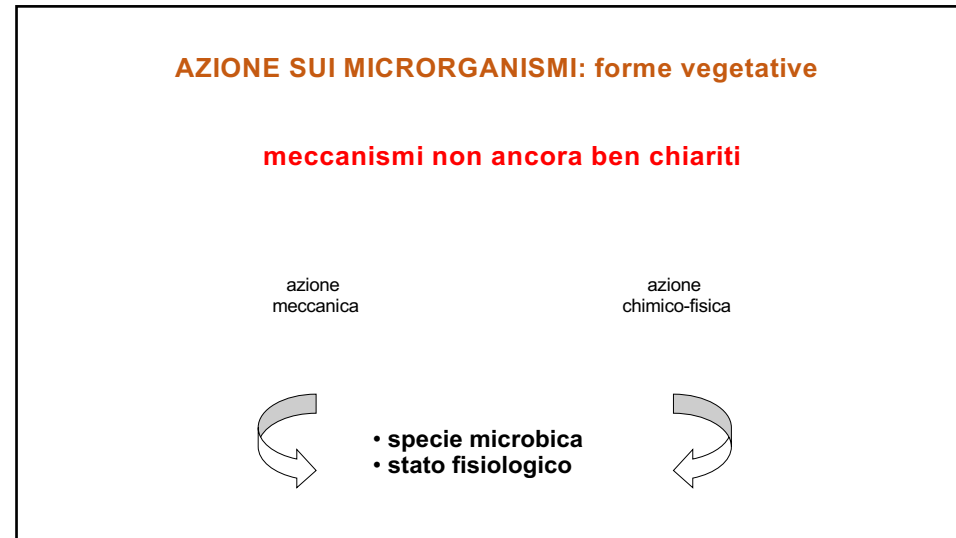 AZIONE SUI MICRORGANISMI: forme vegetative
meccanismi non ancora ben chiariti
azione
meccanica
azione
chimico-fisica
• specie microbica
• stato fisiologico